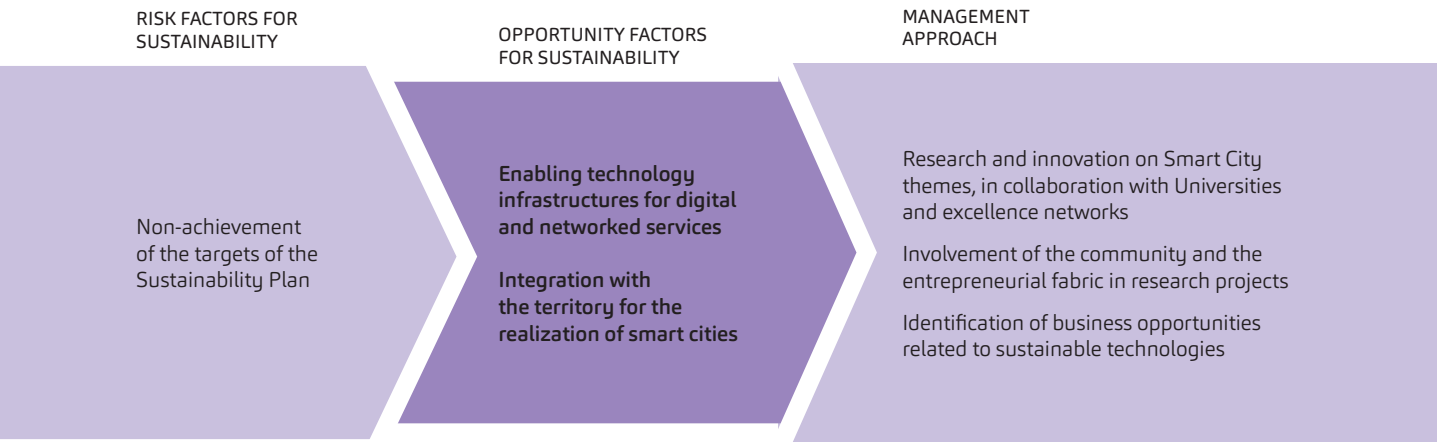 RISK FACTORS FOR
SUSTAINABILITY
Non-achievement
of the targets of the
Sustainability Plan
OPPORTUNITY FACTORS
FOR SUSTAINABILITY
Enabling technology
infrastructures for digital
and networked services
Integration with
the territory for the
realization of smart cities
MANAGEMENT
APPROACH
Research and innovation on Smart City
themes, in collaboration with Universities
and excellence networks
Involvement of the community and the
entrepreneurial fabric in research projects
Identification of business opportunities
related to sustainable technologies